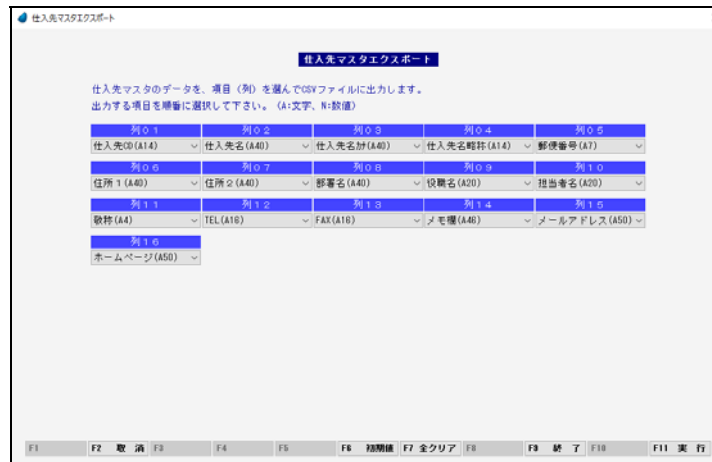 仕入先マスタエクスポート
仕入先マスタエクスポート
仕入先マスタのデータを、項目（列）を選んでCSVファイルに出力します。
出力する項目を順番に選択して下さい。（A:文字、N:数値）
列０１ 列０２ 列０３ 列０４ 列０５
仕入先CD(A14) 仕入先名(A40) 仕入先名ｶﾅ(A40) 仕入先名略称(A14) 郵便番号(A7)
列０６ 列０７ 列０８ 列０９ 列１０
住所１(A40) 住所２(A40) 部署名(A40) 役職名(A20) 担当者名(A20)
列１１ 列１２ 列１３ 列１４ 列１５
敬称(A4) TEL(A16) FAX(A16) メモ欄(A46) メールアドレス(A50)
列１６
ホームページ(A50)
F1 F2 取 消 F3 F4 F5 F6 初期値 F7 全クリア F8 F9 終 了 F10 F11 実 行